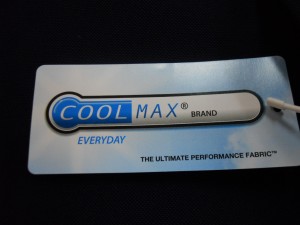 COOLMAX® BRAND
EVERYDAY
THE ULTIMATE PERFORMANCE FABRIC™